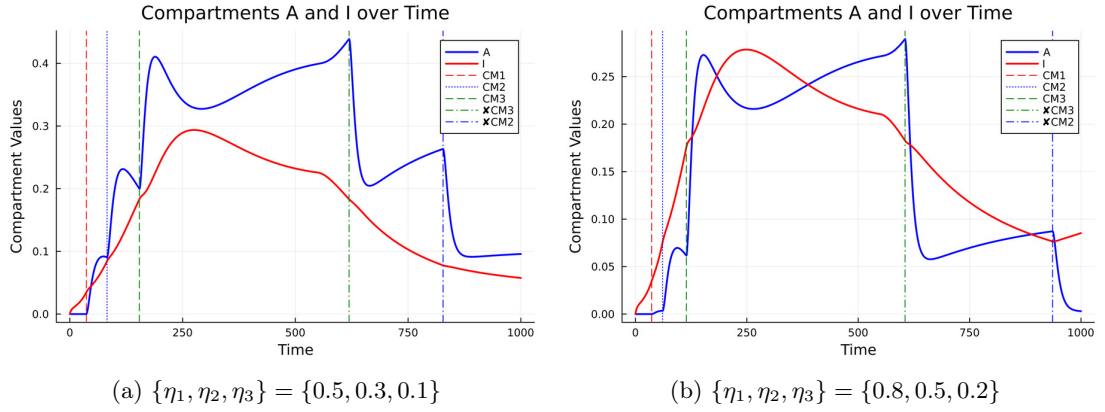 Compartments A and I over Time
Compartment Values
0.4
0.3
0.2
0.1
0.0
0
250
500
750
1000
Time
A
I
CM1
CM2
CM3
✘CM3
✘CM2
(a) {η₁, η₂, η₃} = {0.5, 0.3, 0.1}
Compartments A and I over Time
Compartment Values
0.25
0.20
0.15
0.10
0.05
0.00
0
250
500
750
1000
Time
A
I
CM1
CM2
CM3
✘CM3
✘CM2
(b) {η₁, η₂, η₃} = {0.8, 0.5, 0.2}